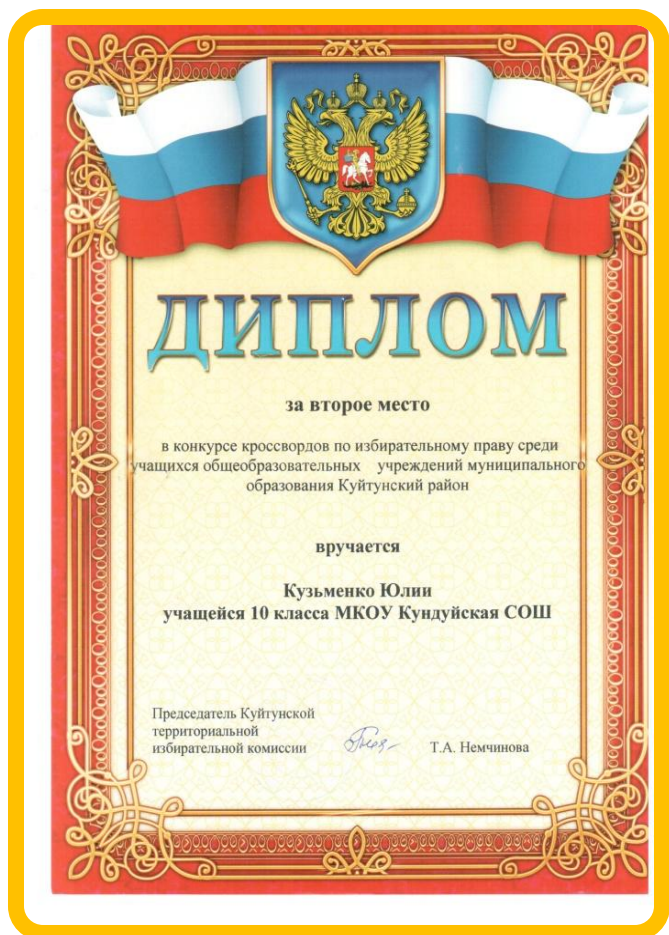 ДИПЛОМ
за второе место
в конкурсе кроссвордов по избирательному праву среди
учащихся общеобразовательных учреждений муниципального
образования Куйтунский район
вручается
Кузьменко Юлии
учащейся 10 класса МКОУ Кундуйская СОШ
Председатель Куйтунской
территориальной
избирательной комиссии Т.А. Немчинова